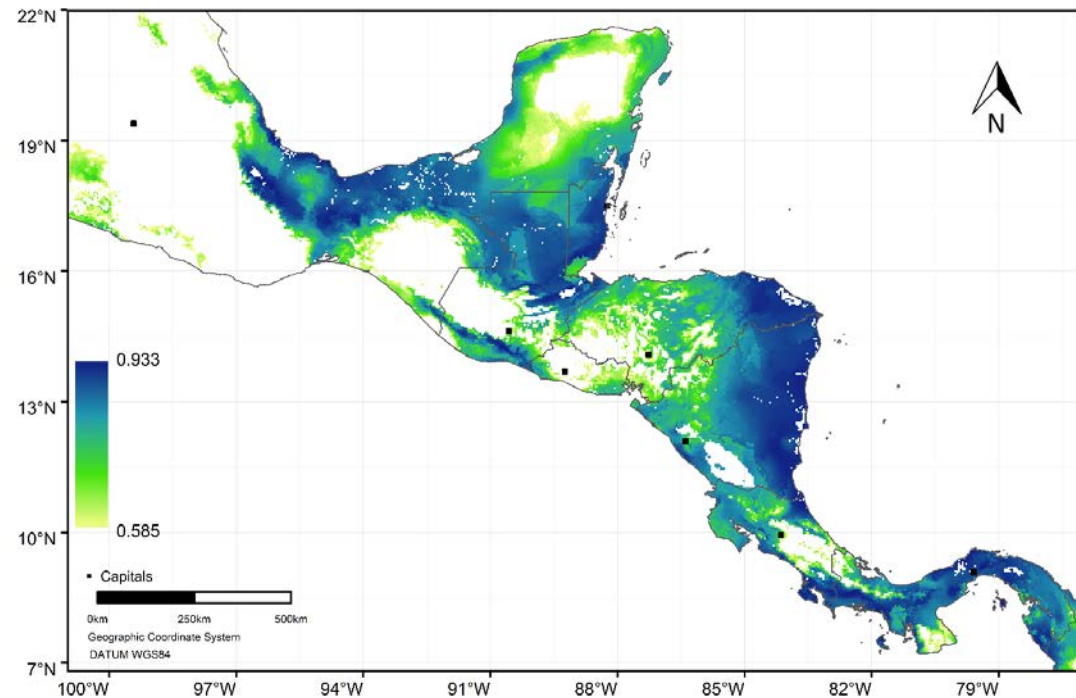 22°N
19°N
16°N
13°N
10°N
7°N
N
0.933
0.585
Capitals
0km 250km 500km
Geographic Coordinate System
DATUM WGS84
100°W 97°W 94°W 91°W 88°W 85°W 82°W 79°W